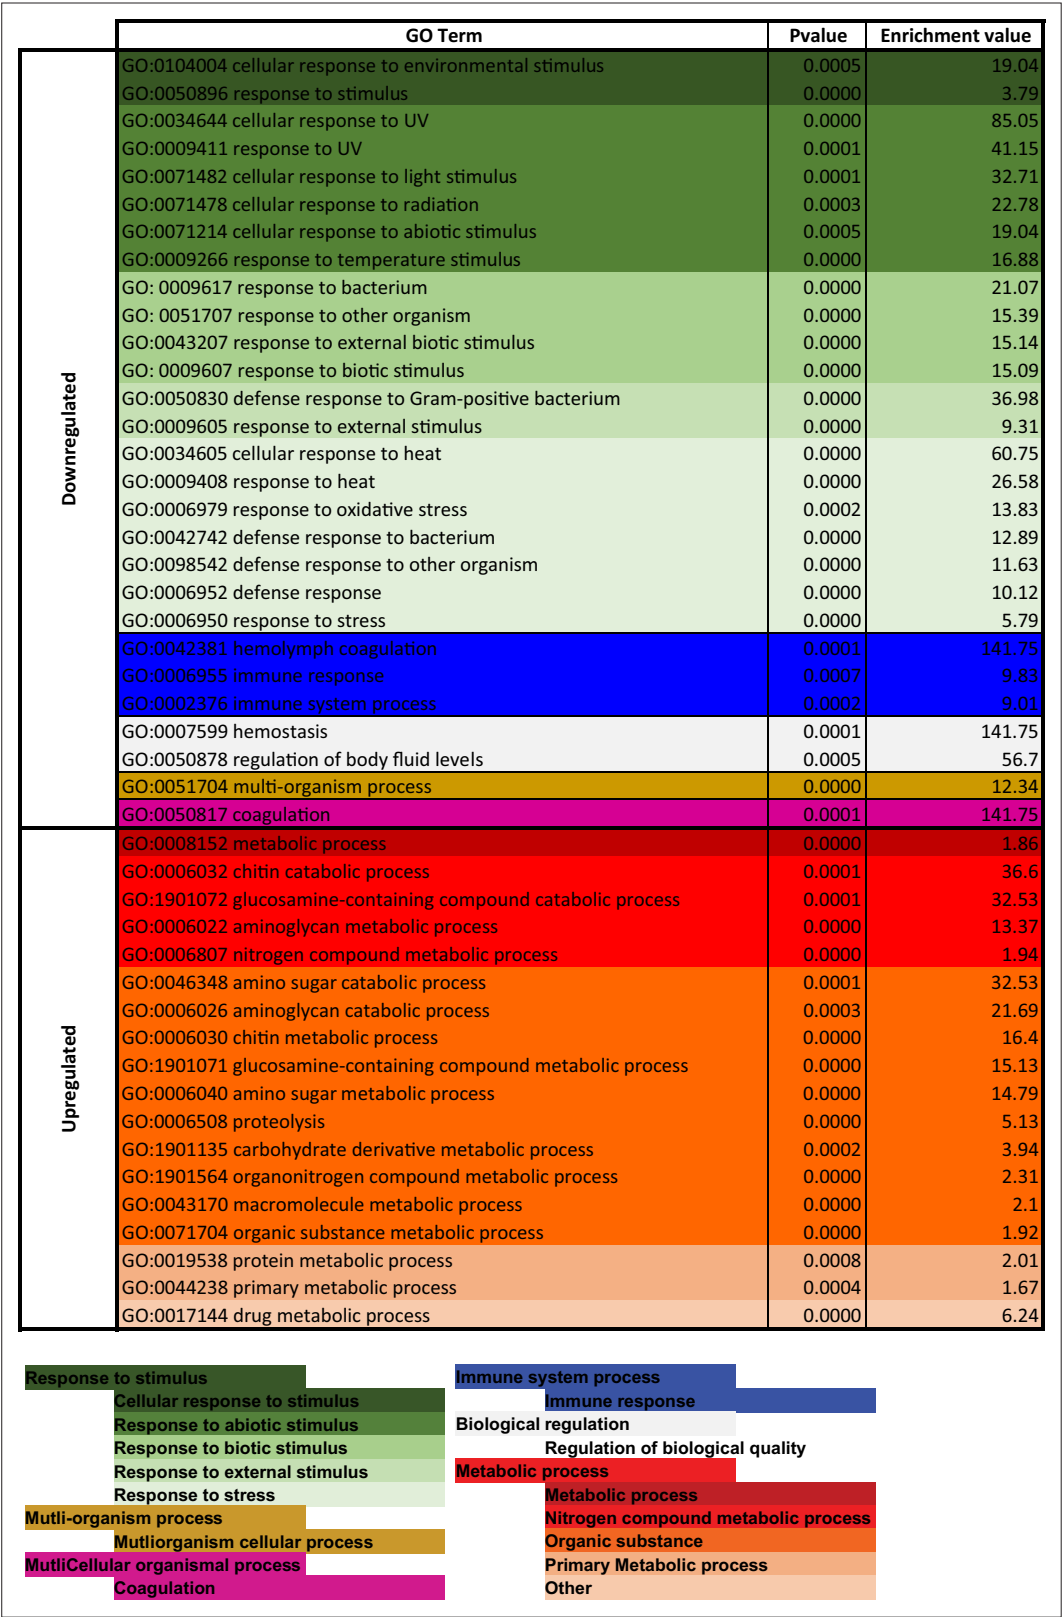 GO Term Pvalue Enrichment value
Downregulated
GO:0104004 cellular response to environmental stimulus 0.0005 19.04
GO:0050896 response to stimulus 0.0000 3.79
GO:0034644 cellular response to UV 0.0000 85.05
GO:0009411 response to UV 0.0001 41.15
GO:0071482 cellular response to light stimulus 0.0001 32.71
GO:0071478 cellular response to radiation 0.0003 22.78
GO:0071214 cellular response to abiotic stimulus 0.0005 19.04
GO:0009266 response to temperature stimulus 0.0000 16.88
GO: 0009617 response to bacterium 0.0000 21.07
GO: 0051707 response to other organism 0.0000 15.39
GO:0043207 response to external biotic stimulus 0.0000 15.14
GO: 0009607 response to biotic stimulus 0.0000 15.09
GO:0050830 defense response to Gram-positive bacterium 0.0000 36.98
GO:0009605 response to external stimulus 0.0000 9.31
GO:0034605 cellular response to heat 0.0000 60.75
GO:0009408 response to heat 0.0000 26.58
GO:0006979 response to oxidative stress 0.0002 13.83
GO:0042742 defense response to bacterium 0.0000 12.89
GO:0098542 defense response to other organism 0.0000 11.63
GO:0006952 defense response 0.0000 10.12
GO:0006950 response to stress 0.0000 5.79
GO:0042381 hemolymph coagulation 0.0001 141.75
GO:0006955 immune response 0.0007 9.83
GO:0002376 immune system process 0.0002 9.01
GO:0007599 hemostasis 0.0001 141.75
GO:0050878 regulation of body fluid levels 0.0005 56.7
GO:0051704 multi-organism process 0.0000 12.34
GO:0050817 coagulation 0.0001 141.75
Upregulated
GO:0008152 metabolic process 0.0000 1.86
GO:0006032 chitin catabolic process 0.0001 36.6
GO:1901072 glucosamine-containing compound catabolic process 0.0001 32.53
GO:0006022 aminoglycan metabolic process 0.0000 13.37
GO:0006807 nitrogen compound metabolic process 0.0000 1.94
GO:0046348 amino sugar catabolic process 0.0001 32.53
GO:0006026 aminoglycan catabolic process 0.0003 21.69
GO:0006030 chitin metabolic process 0.0000 16.4
GO:1901071 glucosamine-containing compound metabolic process 0.0000 15.13
GO:0006040 amino sugar metabolic process 0.0000 14.79
GO:0006508 proteolysis 0.0000 5.13
GO:1901135 carbohydrate derivative metabolic process 0.0002 3.94
GO:1901564 organonitrogen compound metabolic process 0.0000 2.31
GO:0043170 macromolecule metabolic process 0.0000 2.1
GO:0071704 organic substance metabolic process 0.0000 1.92
GO:0019538 protein metabolic process 0.0008 2.01
GO:0044238 primary metabolic process 0.0004 1.67
GO:0017144 drug metabolic process 0.0000 6.24
Response to stimulus
Cellular response to stimulus
Response to abiotic stimulus
Response to biotic stimulus
Response to external stimulus
Response to stress
Mutli-organism process
Mutliorganism cellular process
MutliCellular organismal process
Coagulation
Immune system process
Immune response
Biological regulation
Regulation of biological quality
Metabolic process
Metabolic process
Nitrogen compound metabolic process
Organic substance
Primary Metabolic process
Other